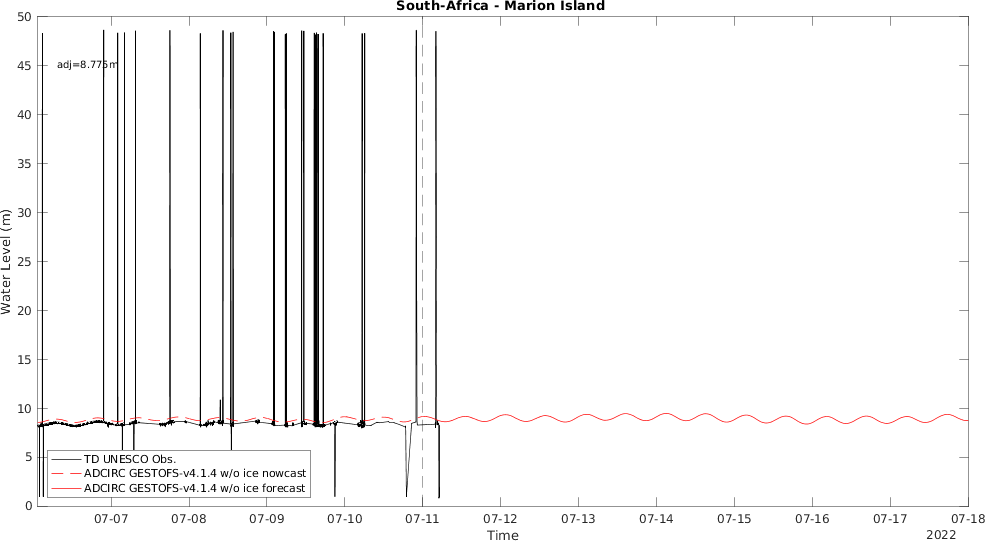 South-Africa - Marion Island
50
45
40
35
30
25
20
15
10
5
0
Water Level (m)
adj=8.775m
TD UNESCO Obs.
ADCIRC GESTOFS-v4.1.4 w/o ice nowcast
ADCIRC GESTOFS-v4.1.4 w/o ice forecast
07-07 07-08 07-09 07-10 07-11 07-12 07-13 07-14 07-15 07-16 07-17 07-18
Time
2022